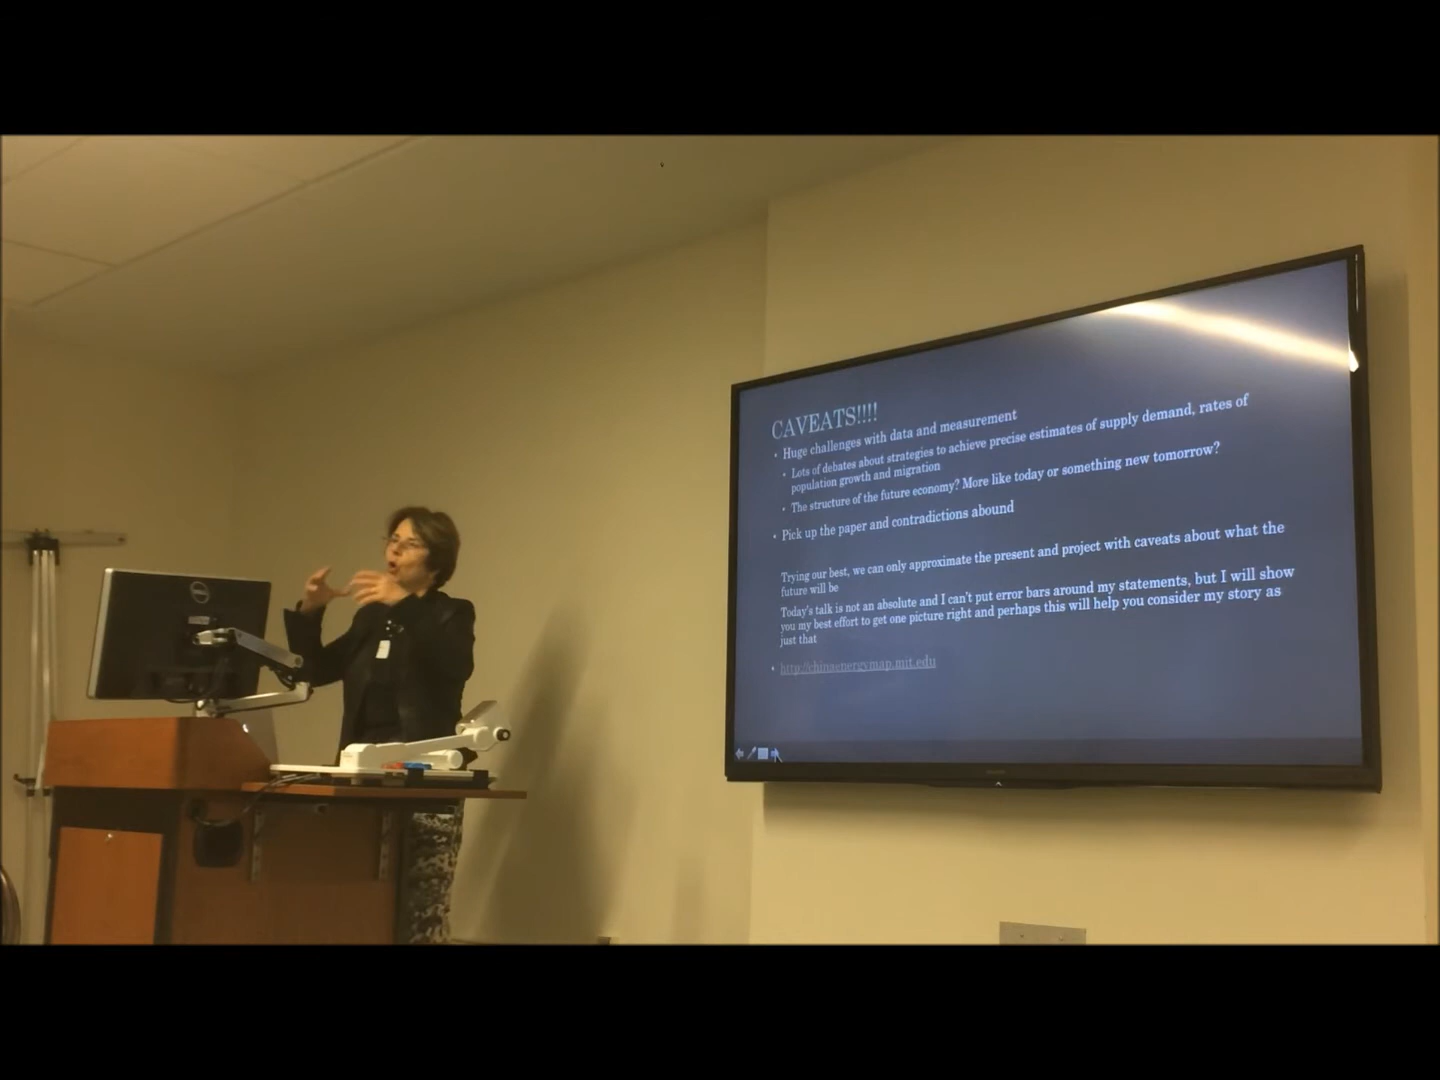 DELL
CAVEATS!!!!
• Huge challenges with data and measurement
• Lots of debates about strategies to achieve precise estimates of supply demand, rates of
population growth and migration
• The structure of the future economy? More like today or something new tomorrow?
• Pick up the paper and contradictions abound
Trying our best, we can only approximate the present and project with caveats about what the
future will be
Today's talk is not an absolute and I can't put error bars around my statements, but I will show
you my best effort to get one picture right and perhaps this will help you consider my story as
just that
• http://chinaenergymap.mit.edu